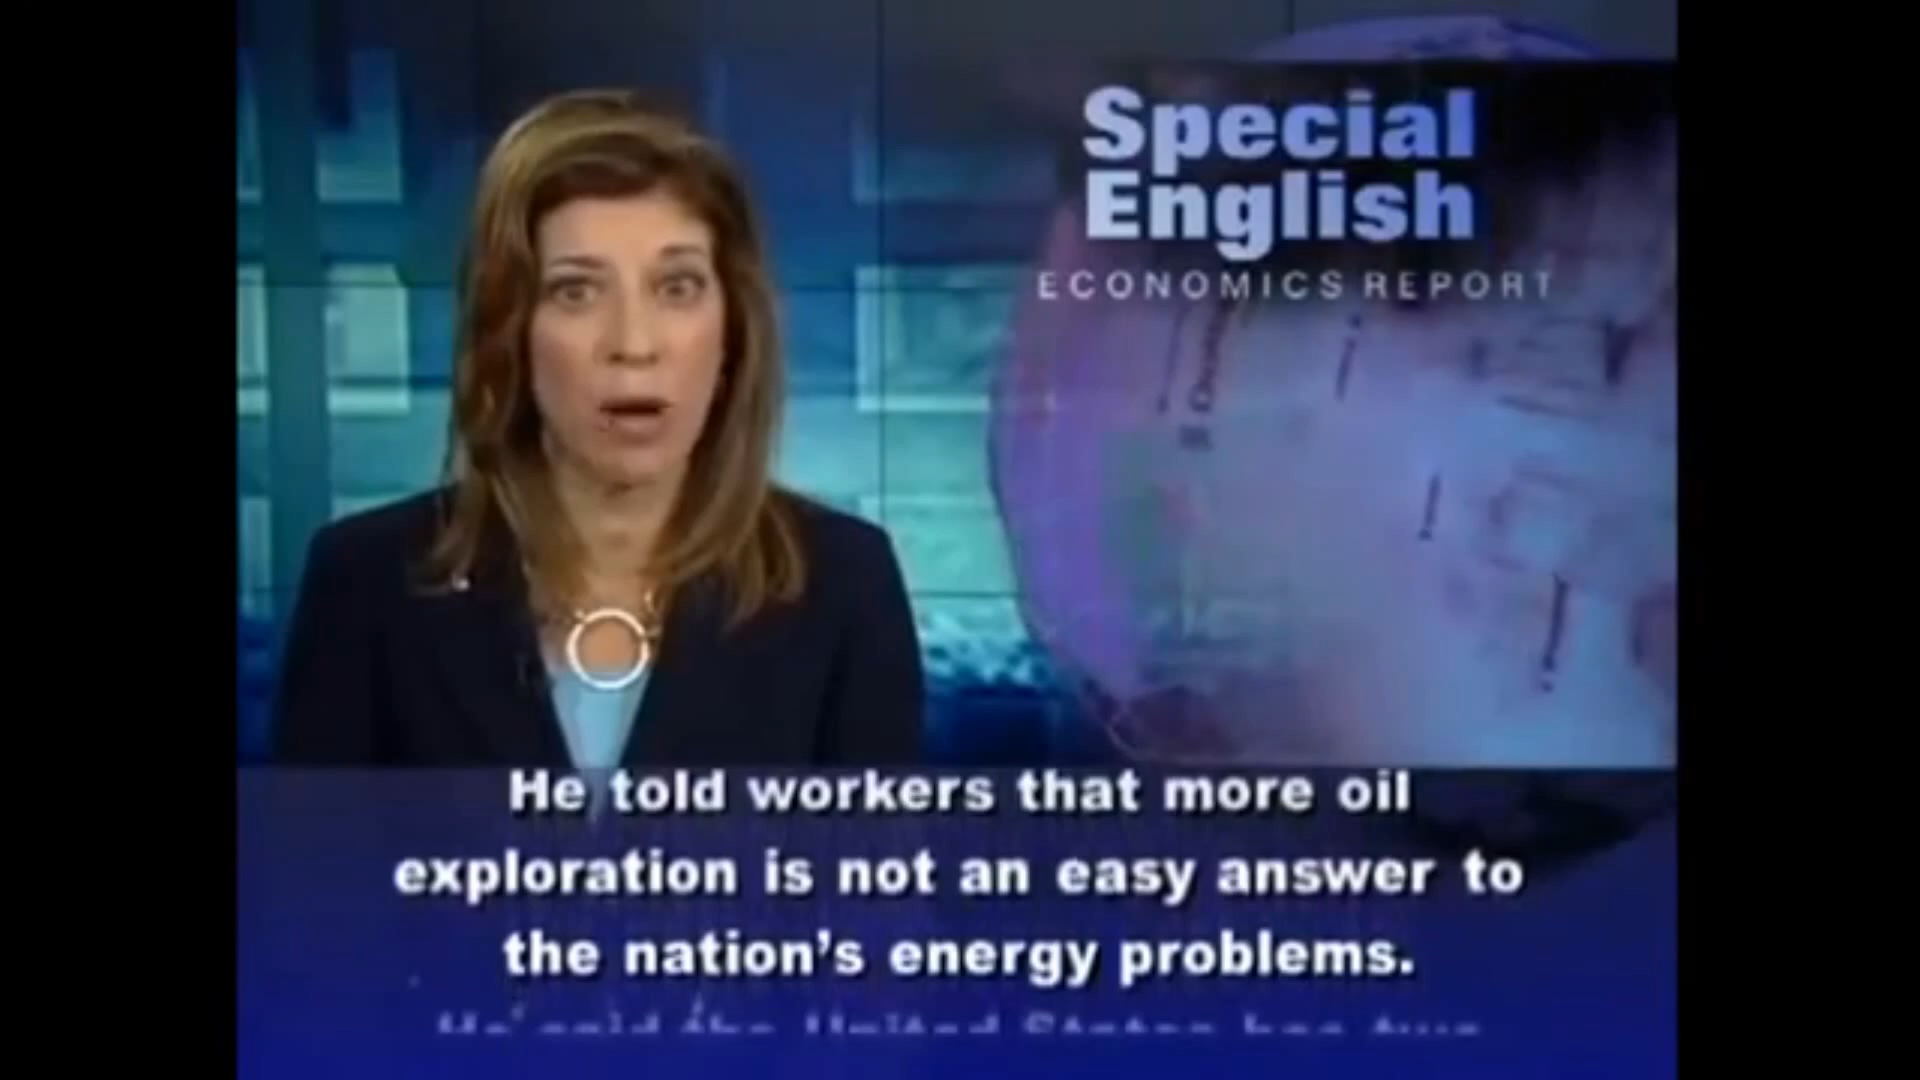 Special
English
ECONOMICS REPORT
He told workers that more oil
exploration is not an easy answer to
the nation's energy problems.